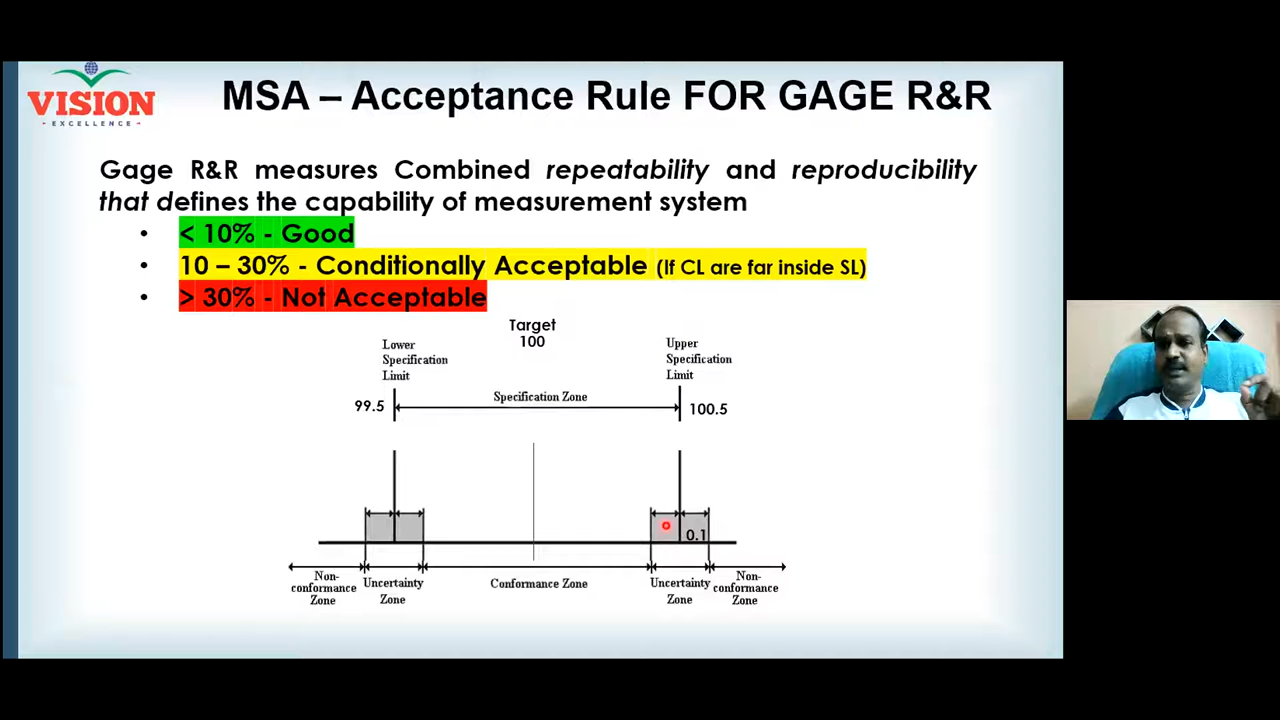 VISION
- EXCELLENCE -
MSA – Acceptance Rule FOR GAGE R&R
Gage R&R measures Combined repeatability and reproducibility
that defines the capability of measurement system
• < 10% - Good
• 10 – 30% - Conditionally Acceptable (If CL are far inside SL)
• > 30% - Not Acceptable
Target
100
Lower
Specification
Limit
Upper
Specification
Limit
Specification Zone
99.5
100.5
0.1
Non-
conformance
Zone
Uncertainty
Zone
Conformance Zone
Uncertainty
Zone
Non-
conformance
Zone